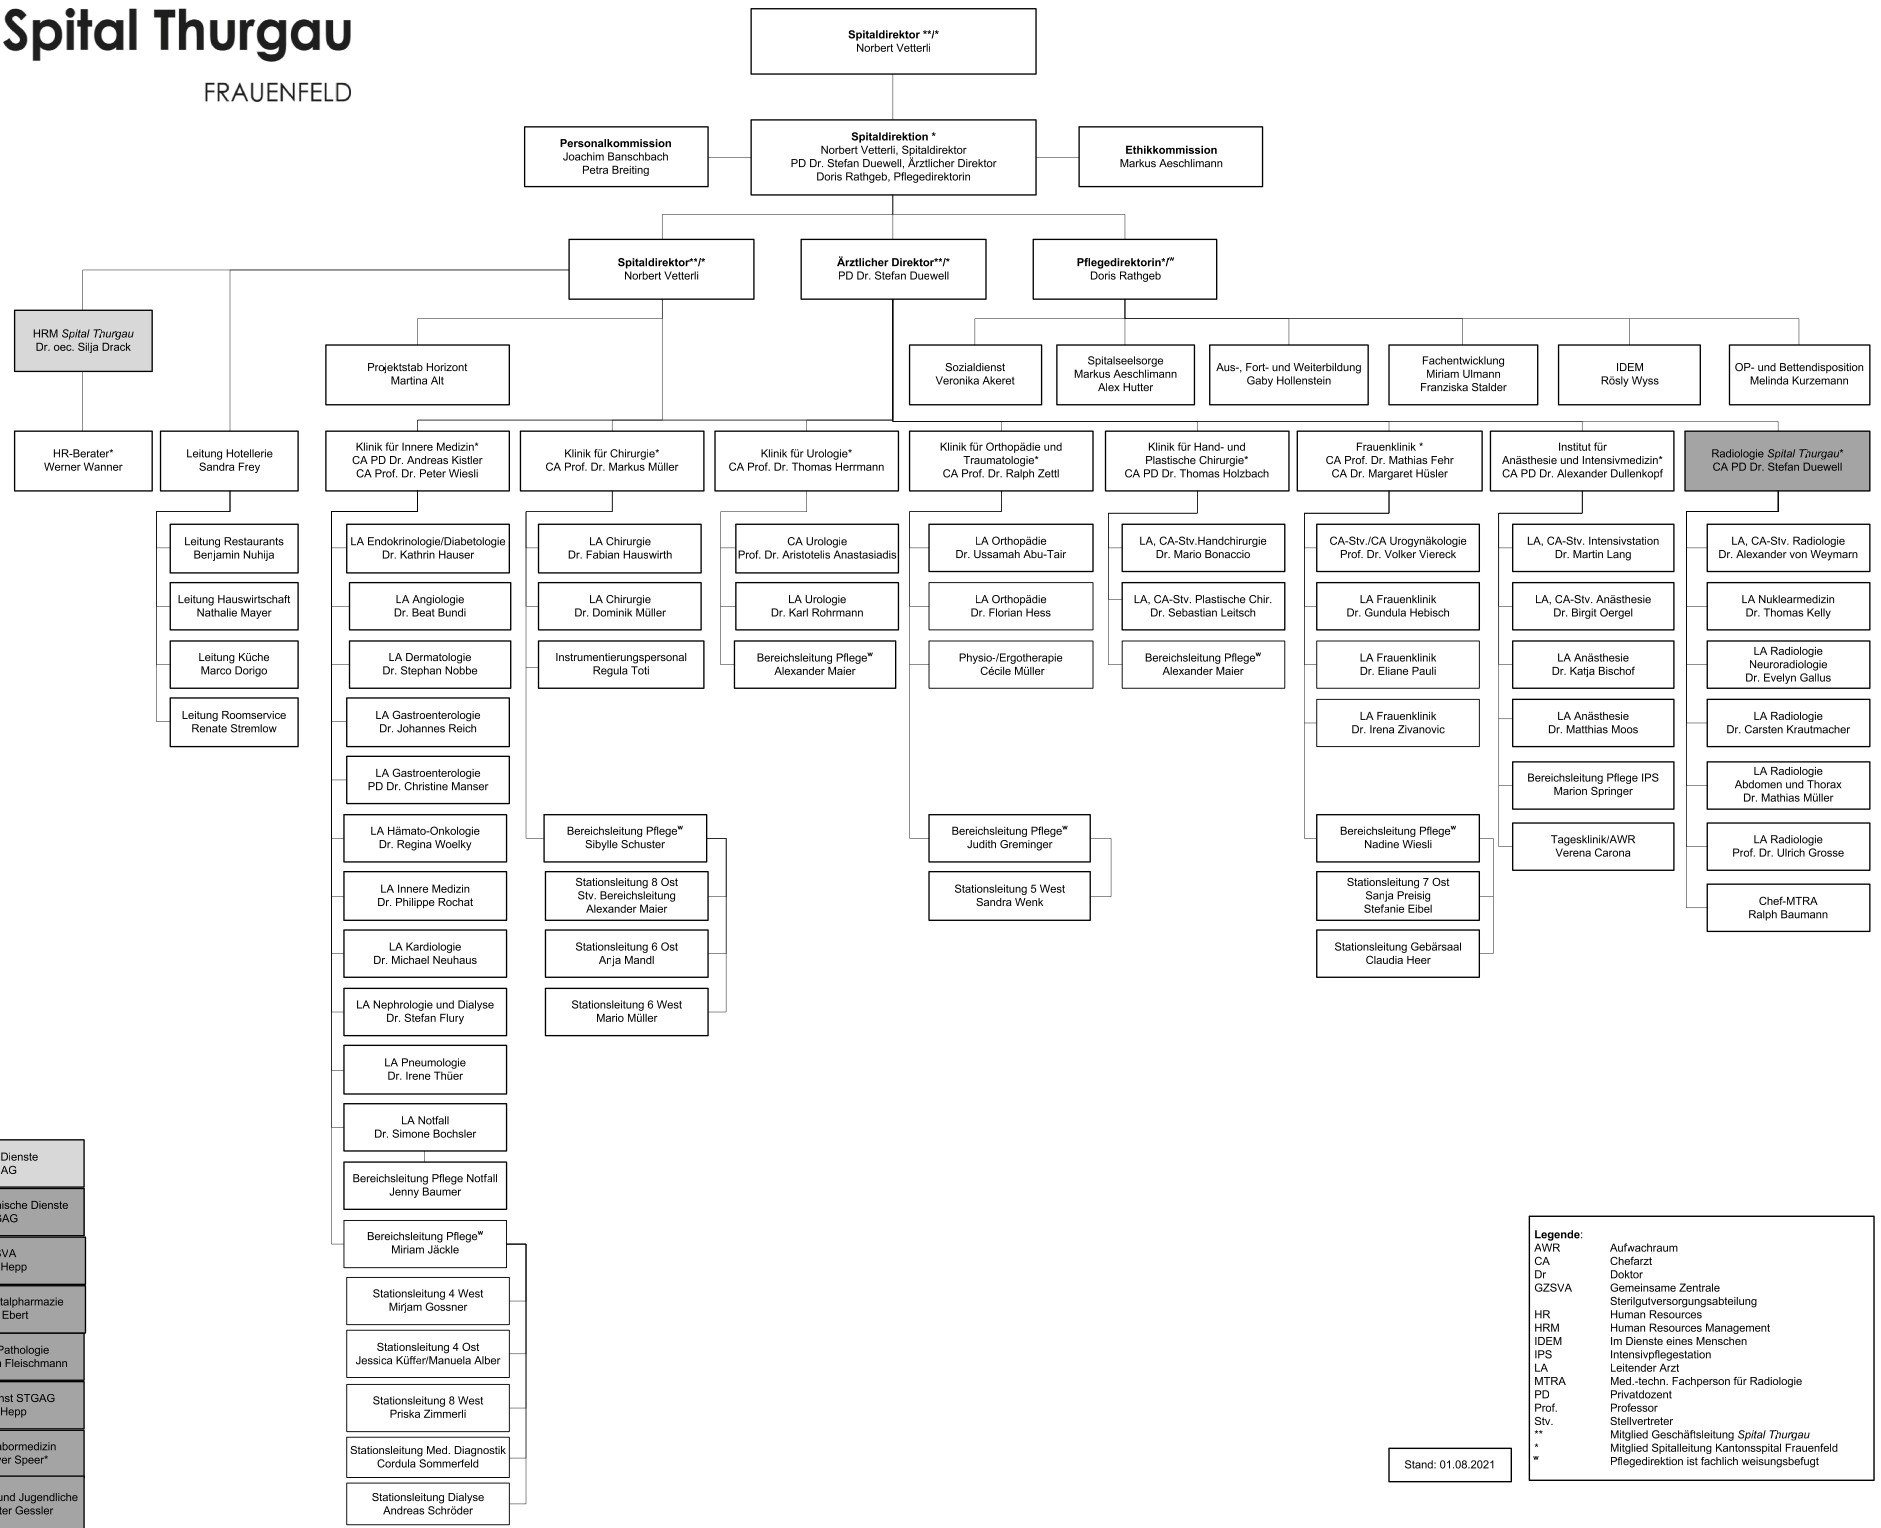 Spital Thurgau
FRAUENFELD
Spitaldirektor **/*
Norbert Vetterli
Personalkommission
Joachim Banschbach
Petra Breiting
Spitaldirektion *
Norbert Vetterli, Spitaldirektor
PD Dr. Stefan Duewell, Ärztlicher Direktor
Doris Rathgeb, Pflegedirektorin
Ethikkommission
Markus Aeschlimann
Spitaldirektor**/*
Norbert Vetterli
Ärztlicher Direktor**/*
PD Dr. Stefan Duewell
Pflegedirektorin*/ʷ
Doris Rathgeb
HRM Spital Thurgau
Dr. oec. Silja Drack
Projektstab Horizont
Martina Alt
Sozialdienst
Veronika Akeret
Spitalseelsorge
Markus Aeschlimann
Alex Hutter
Aus-, Fort- und Weiterbildung
Gaby Hollenstein
Fachentwicklung
Miriam Ulmann
Franziska Stalder
IDEM
Rösly Wyss
OP- und Bettendisposition
Melinda Kurzemann
HR-Berater*
Werner Wanner
Leitung Hotellerie
Sandra Frey
Klinik für Innere Medizin*
CA PD Dr. Andreas Kistler
CA Prof. Dr. Peter Wiesli
Klinik für Chirurgie*
CA Prof. Dr. Markus Müller
Klinik für Urologie*
CA Prof. Dr. Thomas Herrmann
Klinik für Orthopädie und
Traumatologie*
CA Prof. Dr. Ralph Zettl
Klinik für Hand- und
Plastische Chirurgie*
CA PD Dr. Thomas Holzbach
Frauenklinik *
CA Prof. Dr. Mathias Fehr
CA Dr. Margaret Hüsler
Institut für
Anästhesie und Intensivmedizin*
CA PD Dr. Alexander Dullenkopf
Radiologie Spital Thurgau*
CA PD Dr. Stefan Duewell
Leitung Restaurants
Benjamin Nuhija
Leitung Hauswirtschaft
Nathalie Mayer
Leitung Küche
Marco Dorigo
Leitung Roomservice
Renate Stremlow
LA Endokrinologie/Diabetologie
Dr. Kathrin Hauser
LA Angiologie
Dr. Beat Bundi
LA Dermatologie
Dr. Stephan Nobbe
LA Gastroenterologie
Dr. Johannes Reich
LA Gastroenterologie
PD Dr. Christine Manser
LA Hämato-Onkologie
Dr. Regina Woelky
LA Innere Medizin
Dr. Philippe Rochat
LA Kardiologie
Dr. Michael Neuhaus
LA Nephrologie und Dialyse
Dr. Stefan Flury
LA Pneumologie
Dr. Irene Thüer
LA Notfall
Dr. Simone Bochsler
Bereichsleitung Pflege Notfall
Jenny Baumer
Bereichsleitung Pflegeʷ
Miriam Jäckle
Stationsleitung 4 West
Mirjam Gossner
Stationsleitung 4 Ost
Jessica Küffer/Manuela Alber
Stationsleitung 8 West
Priska Zimmerli
Stationsleitung Med. Diagnostik
Cordula Sommerfeld
Stationsleitung Dialyse
Andreas Schröder
LA Chirurgie
Dr. Fabian Hauswirth
LA Chirurgie
Dr. Dominik Müller
Instrumentierungspersonal
Regula Toti
Bereichsleitung Pflegeʷ
Sibylle Schuster
Stationsleitung 8 Ost
Stv. Bereichsleitung
Alexander Maier
Stationsleitung 6 Ost
Anja Mandl
Stationsleitung 6 West
Mario Müller
CA Urologie
Prof. Dr. Aristotelis Anastasiadis
LA Urologie
Dr. Karl Rohrmann
Bereichsleitung Pflegeʷ
Alexander Maier
LA Orthopädie
Dr. Ussamah Abu-Tair
LA Orthopädie
Dr. Florian Hess
Physio-/Ergotherapie
Cécile Müller
Bereichsleitung Pflegeʷ
Judith Greminger
Stationsleitung 5 West
Sandra Wenk
LA, CA-Stv.Handchirurgie
Dr. Mario Bonaccio
LA, CA-Stv. Plastische Chir.
Dr. Sebastian Leitsch
Bereichsleitung Pflegeʷ
Alexander Maier
CA-Stv./CA Urogynäkologie
Prof. Dr. Volker Viereck
LA Frauenklinik
Dr. Gundula Hebisch
LA Frauenklinik
Dr. Eliane Pauli
LA Frauenklinik
Dr. Irena Zivanovic
Bereichsleitung Pflegeʷ
Nadine Wiesli
Stationsleitung 7 Ost
Sanja Preisig
Stefanie Eibel
Stationsleitung Gebärsaal
Claudia Heer
LA, CA-Stv. Intensivstation
Dr. Martin Lang
LA, CA-Stv. Anästhesie
Dr. Birgit Oergel
LA Anästhesie
Dr. Katja Bischof
LA Anästhesie
Dr. Matthias Moos
Bereichsleitung Pflege IPS
Marion Springer
Tagesklinik/AWR
Verena Carona
LA, CA-Stv. Radiologie
Dr. Alexander von Weymarn
LA Nuklearmedizin
Dr. Thomas Kelly
LA Radiologie
Neuroradiologie
Dr. Evelyn Gallus
LA Radiologie
Dr. Carsten Krautmacher
LA Radiologie
Abdomen und Thorax
Dr. Mathias Müller
LA Radiologie
Prof. Dr. Ulrich Grosse
Chef-MTRA
Ralph Baumann
Dienste
AG
ische Dienste
AG
VA
Hepp
talpharmazie
Ebert
Pathologie
Fleischmann
nst STGAG
Hepp
bormedizin
er Speer*
und Jugendliche
ter Gessler
Stand: 01.08.2021
Legende:
AWR Aufwachraum
CA Chefarzt
Dr Doktor
GZSVA Gemeinsame Zentrale
Sterilgutversorgungsabteilung
HR Human Resources
HRM Human Resources Management
IDEM Im Dienste eines Menschen
IPS Intensivpflegestation
LA Leitender Arzt
MTRA Med.-techn. Fachperson für Radiologie
PD Privatdozent
Prof. Professor
Stv. Stellvertreter
** Mitglied Geschäftsleitung Spital Thurgau
* Mitglied Spitalleitung Kantonsspital Frauenfeld
ʷ Pflegedirektion ist fachlich weisungsbefugt